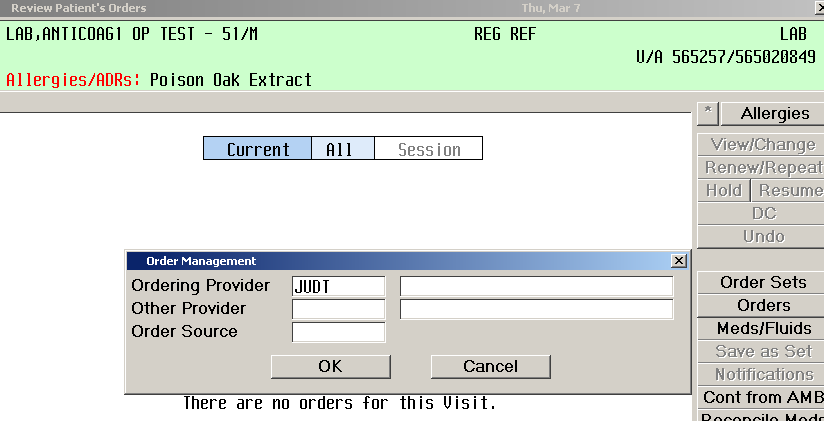 Review Patient's Orders Thu, Mar 7
LAB,ANTICOAG1 OP TEST - 51/M REG REF LAB
V/A 565257/565020849
Allergies/ADRs: Poison Oak Extract
* Allergies
Current All Session
View/Change
Renew/Repeat
Hold Resume
DC
Undo
Order Management
Ordering Provider JUDT
Other Provider
Order Source
OK Cancel
There are no orders for this Visit.
Order Sets
Orders
Meds/Fluids
Save as Set
Notifications
Cont from AMB
Reconcile Meds